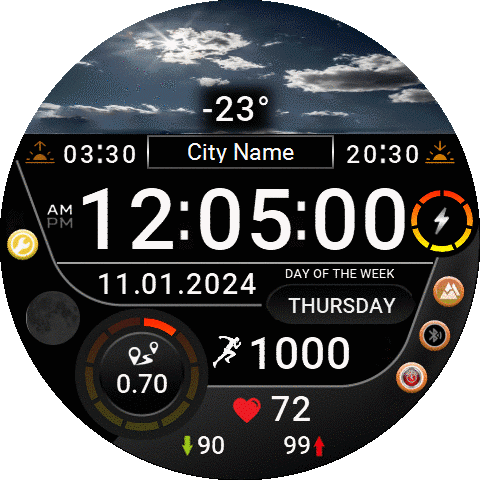 -23°
03:30 City Name 20:30
AM
PM
12:05:00
11.01.2024
DAY OF THE WEEK
THURSDAY
1000
0.70
72
90 99